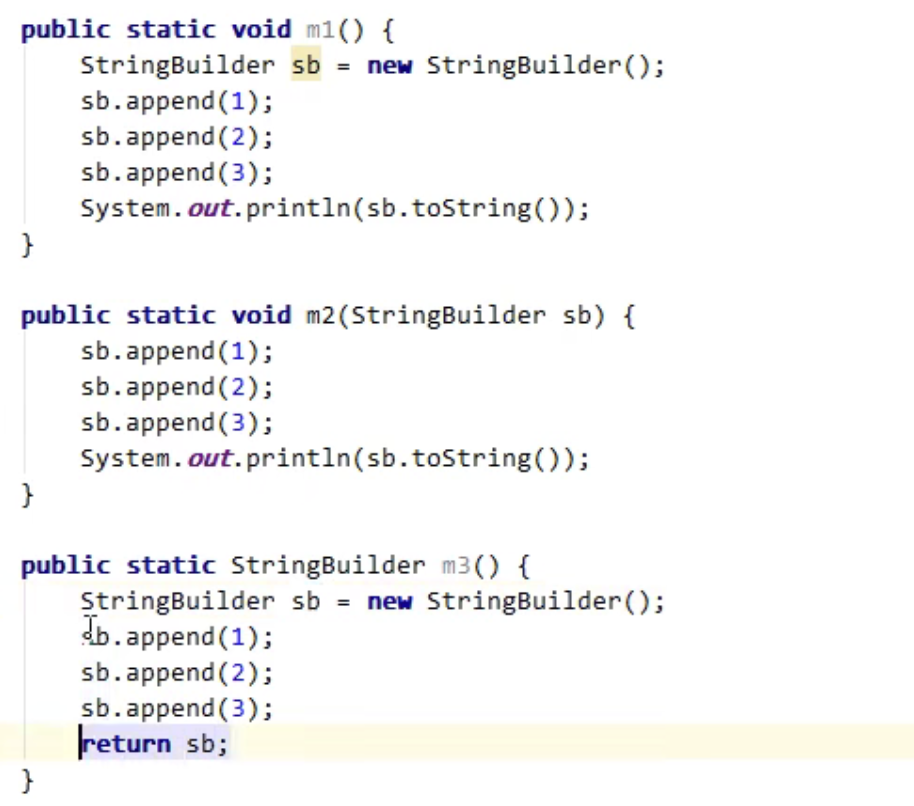 public static void m1() {
    StringBuilder sb = new StringBuilder();
    sb.append(1);
    sb.append(2);
    sb.append(3);
    System.out.println(sb.toString());
}
public static void m2(StringBuilder sb) {
    sb.append(1);
    sb.append(2);
    sb.append(3);
    System.out.println(sb.toString());
}
public static StringBuilder m3() {
    StringBuilder sb = new StringBuilder();
    sb.append(1);
    sb.append(2);
    sb.append(3);
    return sb;
}